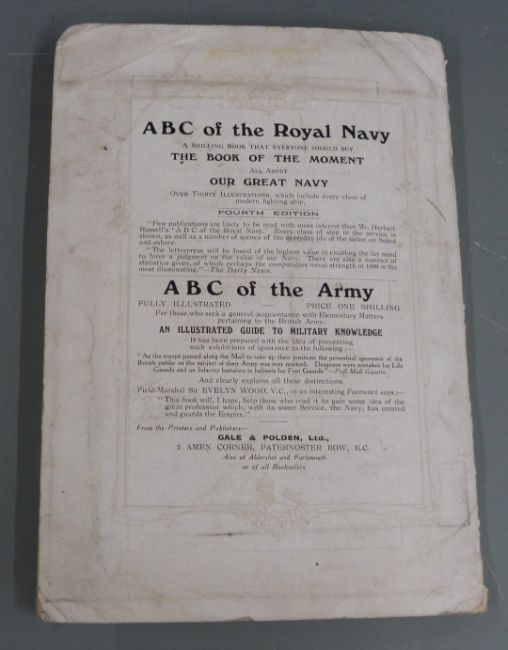 ABC of the Royal Navy
A SHILLING BOOK THAT EVERYONE SHOULD BUY
THE BOOK OF THE MOMENT
ALL ABOUT
OUR GREAT NAVY
OVER THIRTY ILLUSTRATIONS, which include every class of
modern fighting ship.
FOURTH EDITION.
"Few publications are likely to be read with more interest than Mr. Herbert
Russell's 'A B C of the Royal Navy.' Every class of ship in the service is
shown, as well as a number of scenes of the everyday life of the sailor on board
and ashore.
"The letterpress will be found of the highest value in enabling the lay mind
to form a judgment on the value of our Navy. There are also a number of
statistics given, of which perhaps the comparative naval strength in 1909 is the
most illuminating."—The Daily News.
ABC of the Army
FULLY ILLUSTRATED PRICE ONE SHILLING
For those who seek a general acquaintance with Elementary Matters
pertaining to the British Army.
AN ILLUSTRATED GUIDE TO MILITARY KNOWLEDGE
It has been prepared with the idea of preventing
such exhibitions of ignorance as the following :—
"As the troops passed along the Mall to take up their positions the proverbial ignorance of the
British public on the subject of their Army was very marked. Dragoons were mistaken for Life
Guards and an Infantry battalion in helmets for Foot Guards."—Pall Mall Gazette.
And clearly explains all these distinctions.
Field-Marshal Sir EVELYN WOOD, V.C., in an interesting Foreword says:—
"This book will, I hope, help those who read it to gain some idea of the
great profession which, with its sister Service, the Navy, has created
and guards the Empire."
From the Printers and Publishers—
GALE & POLDEN, Ltd.,
2 AMEN CORNER, PATERNOSTER ROW, E.C.
Also at Aldershot and Portsmouth
or of all Booksellers